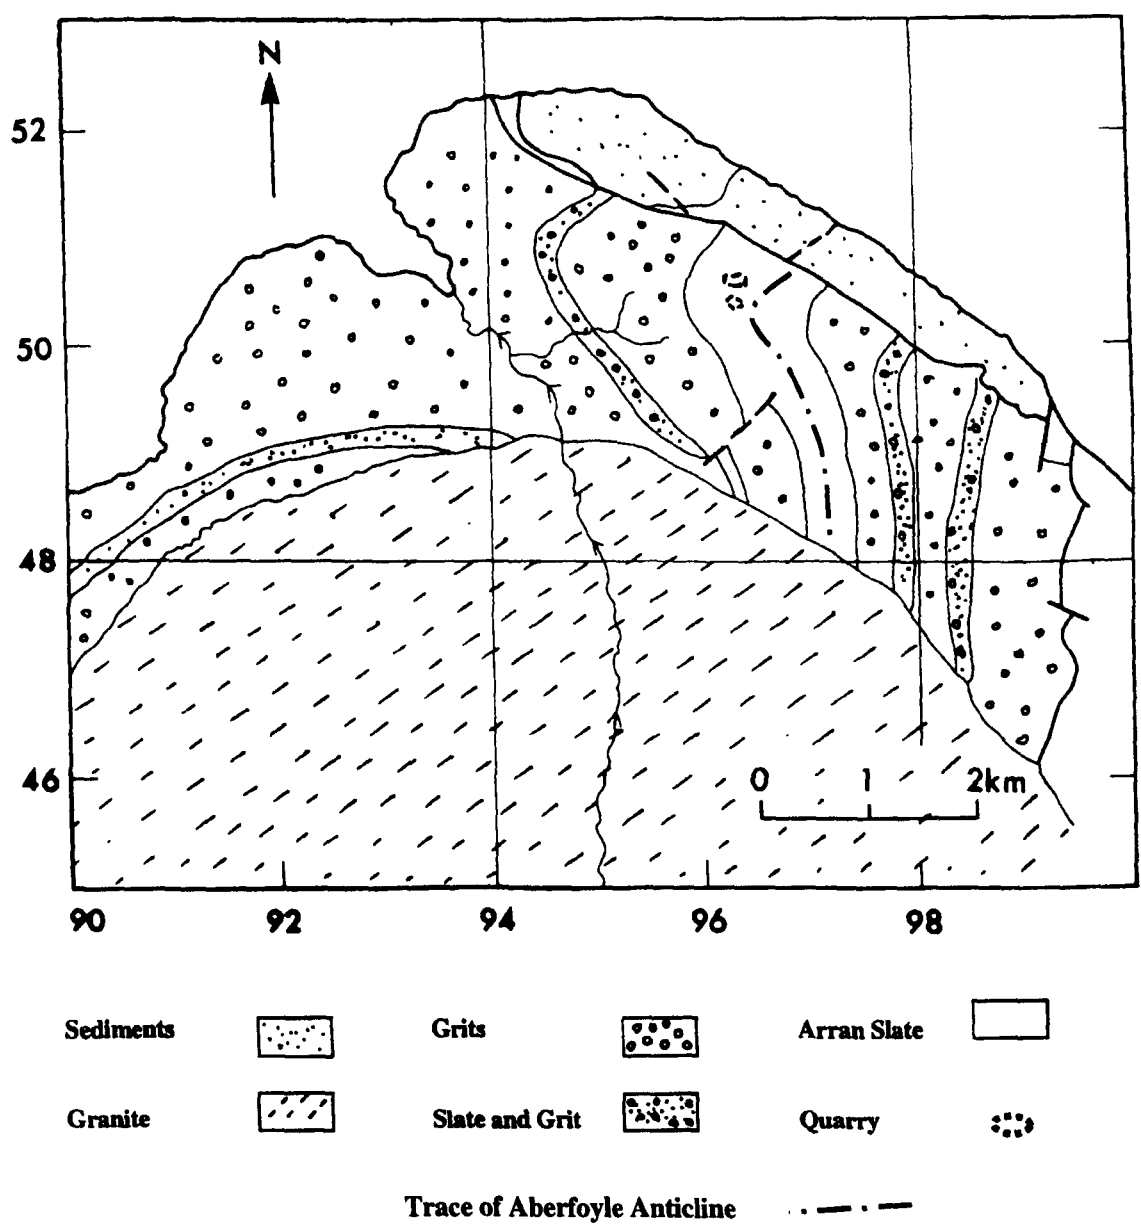 N
52
50
48
46
0 1 2km
90 92 94 96 98
Sediments Grits Arran Slate
Granite Slate and Grit Quarry
Trace of Aberfoyle Anticline